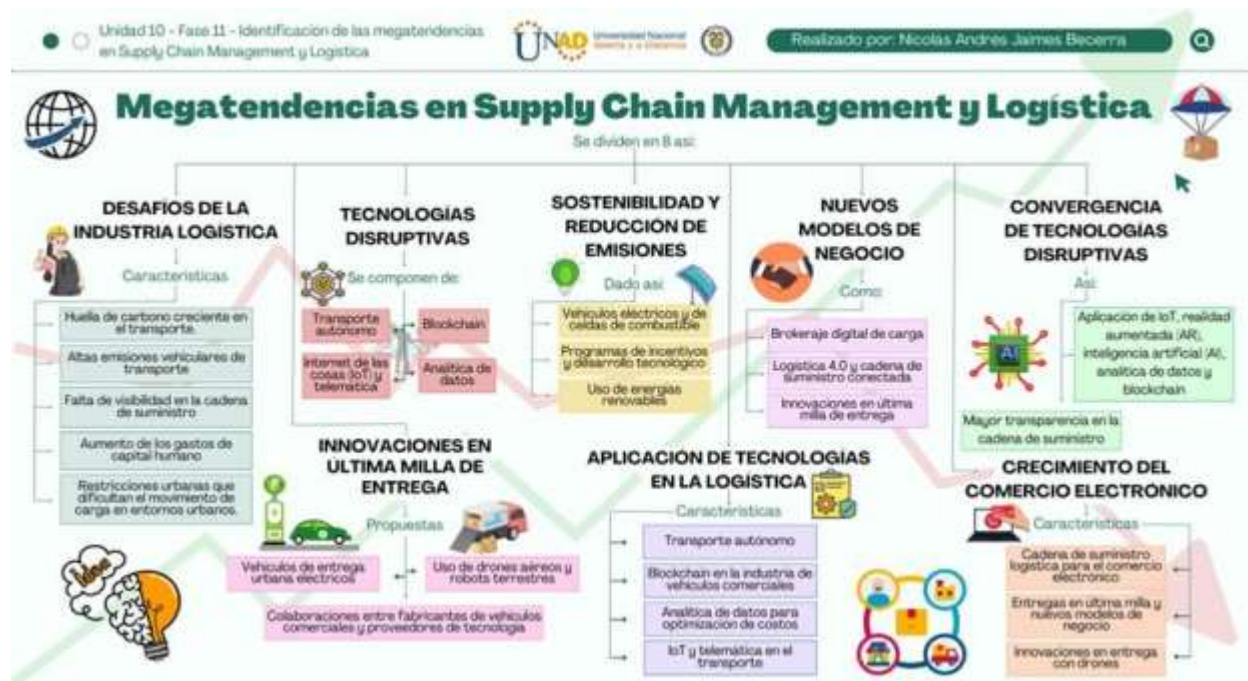 Unidad 10 - Fase 11 - Identificación de las megatendencias
en Supply Chain Management y Logística
UNAD Universidad Nacional
Abierta y a Distancia
Realizado por: Nicolás Andrés Jaimes Becerra
Megatendencias en Supply Chain Management y Logística
Se dividen en 8 así:
DESAFÍOS DE LA
INDUSTRIA LOGÍSTICA
Características
Huella de carbono creciente en
el transporte.
Altas emisiones vehiculares de
transporte
Falta de visibilidad en la cadena
de suministro
Aumento de los gastos de
capital humano
Restricciones urbanas que
dificultan el movimiento de
carga en entornos urbanos.
TECNOLOGÍAS
DISRUPTIVAS
Se componen de:
Transporte
autónomo
Blockchain
Internet de las
cosas (IoT) y
telemática
Analítica de
datos
SOSTENIBILIDAD Y
REDUCCIÓN DE
EMISIONES
Dado así:
Vehículos eléctricos y de
celdas de combustible
Programas de incentivos
y desarrollo tecnológico
Uso de energías
renovables
NUEVOS
MODELOS DE
NEGOCIO
Como:
Brokeraje digital de carga
Logística 4.0 y cadena de
suministro conectada
Innovaciones en última
milla de entrega
CONVERGENCIA
DE TECNOLOGÍAS
DISRUPTIVAS
Así:
AI
Aplicación de IoT, realidad
aumentada (AR),
inteligencia artificial (AI),
analítica de datos y
blockchain
Mayor transparencia en la
cadena de suministro
INNOVACIONES EN
ÚLTIMA MILLA DE
ENTREGA
Propuestas
Vehículos de entrega
urbana eléctricos
Uso de drones aéreos y
robots terrestres
Colaboraciones entre fabricantes de vehículos
comerciales y proveedores de tecnología
Idea
APLICACIÓN DE TECNOLOGÍAS
EN LA LOGÍSTICA
Características
Transporte autónomo
Blockchain en la industria de
vehículos comerciales
Analítica de datos para
optimización de costos
IoT y telemática en el
transporte
CRECIMIENTO DEL
COMERCIO ELECTRÓNICO
Características
Cadena de suministro
logística para el comercio
electrónico
Entregas en última milla y
nuevos modelos de
negocio
Innovaciones en entrega
con drones